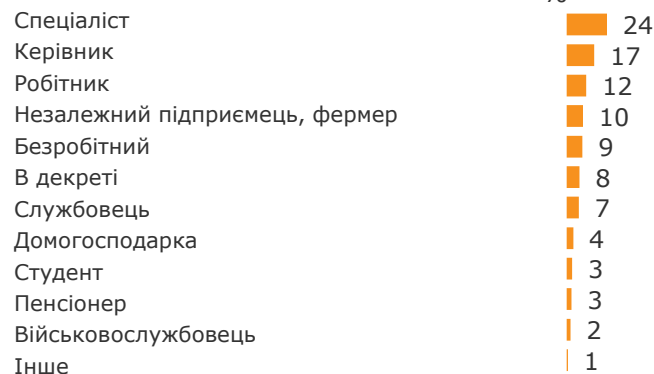 %
Спеціаліст 24
Керівник 17
Робітник 12
Незалежний підприємець, фермер 10
Безробітний 9
В декреті 8
Службовець 7
Домогосподарка 4
Студент 3
Пенсіонер 3
Військовослужбовець 2
Інше 1